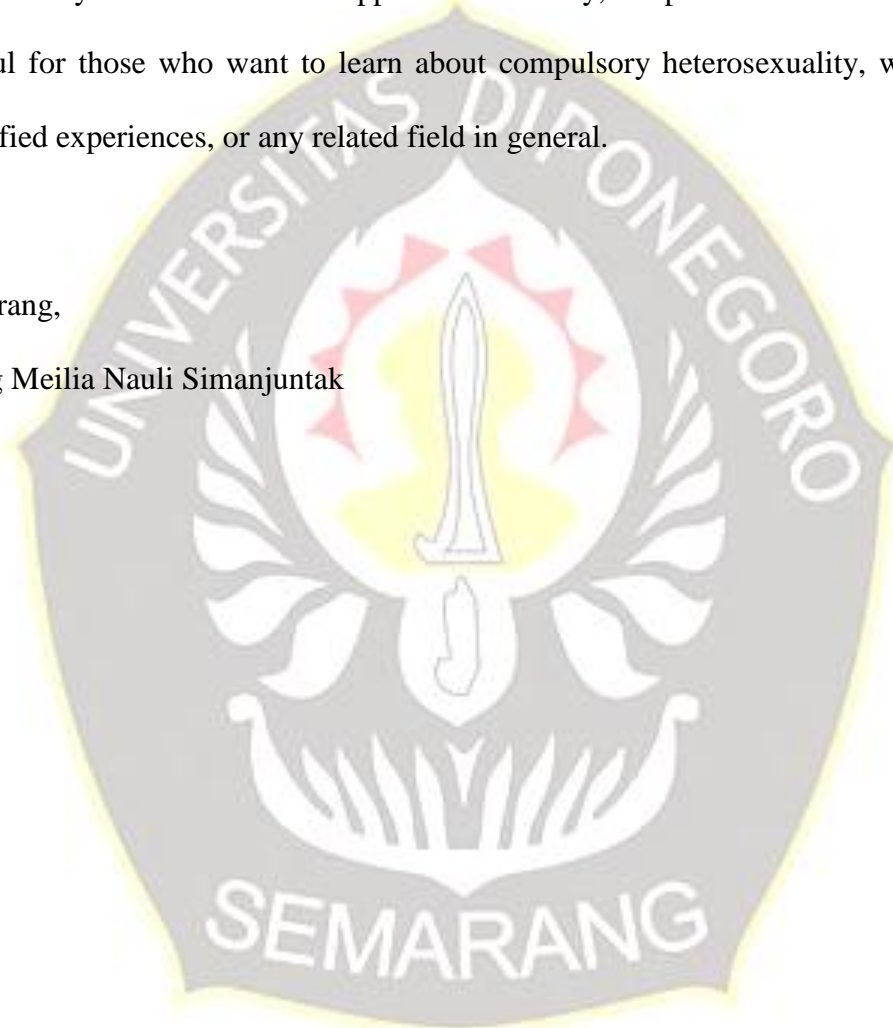 ul for those who want to learn about compulsory heterosexuality, w
ified experiences, or any related field in general.
rang,
g Meilia Nauli Simanjuntak
UNIVERSITAS DIPONEGORO
SEMARANG